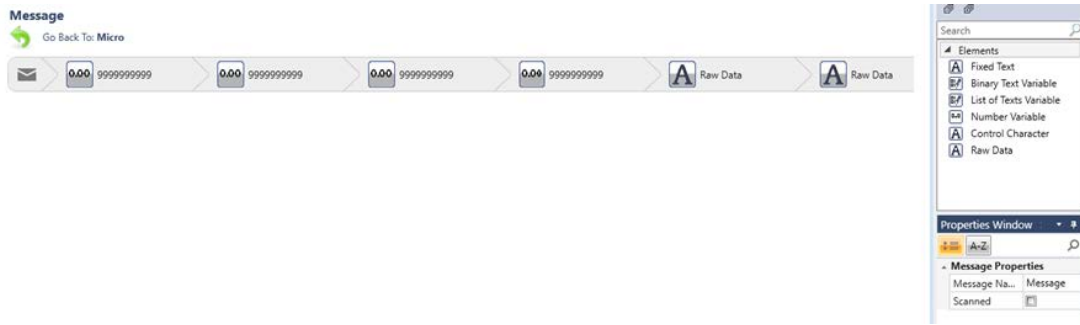 Message
Go Back To: Micro
0.00 9999999999 0.00 9999999999 0.00 9999999999 0.00 9999999999 A Raw Data A Raw Data
Search
Elements
A Fixed Text
Binary Text Variable
List of Texts Variable
Number Variable
A Control Character
A Raw Data
Properties Window
A-Z
Message Properties
Message Na... Message
Scanned